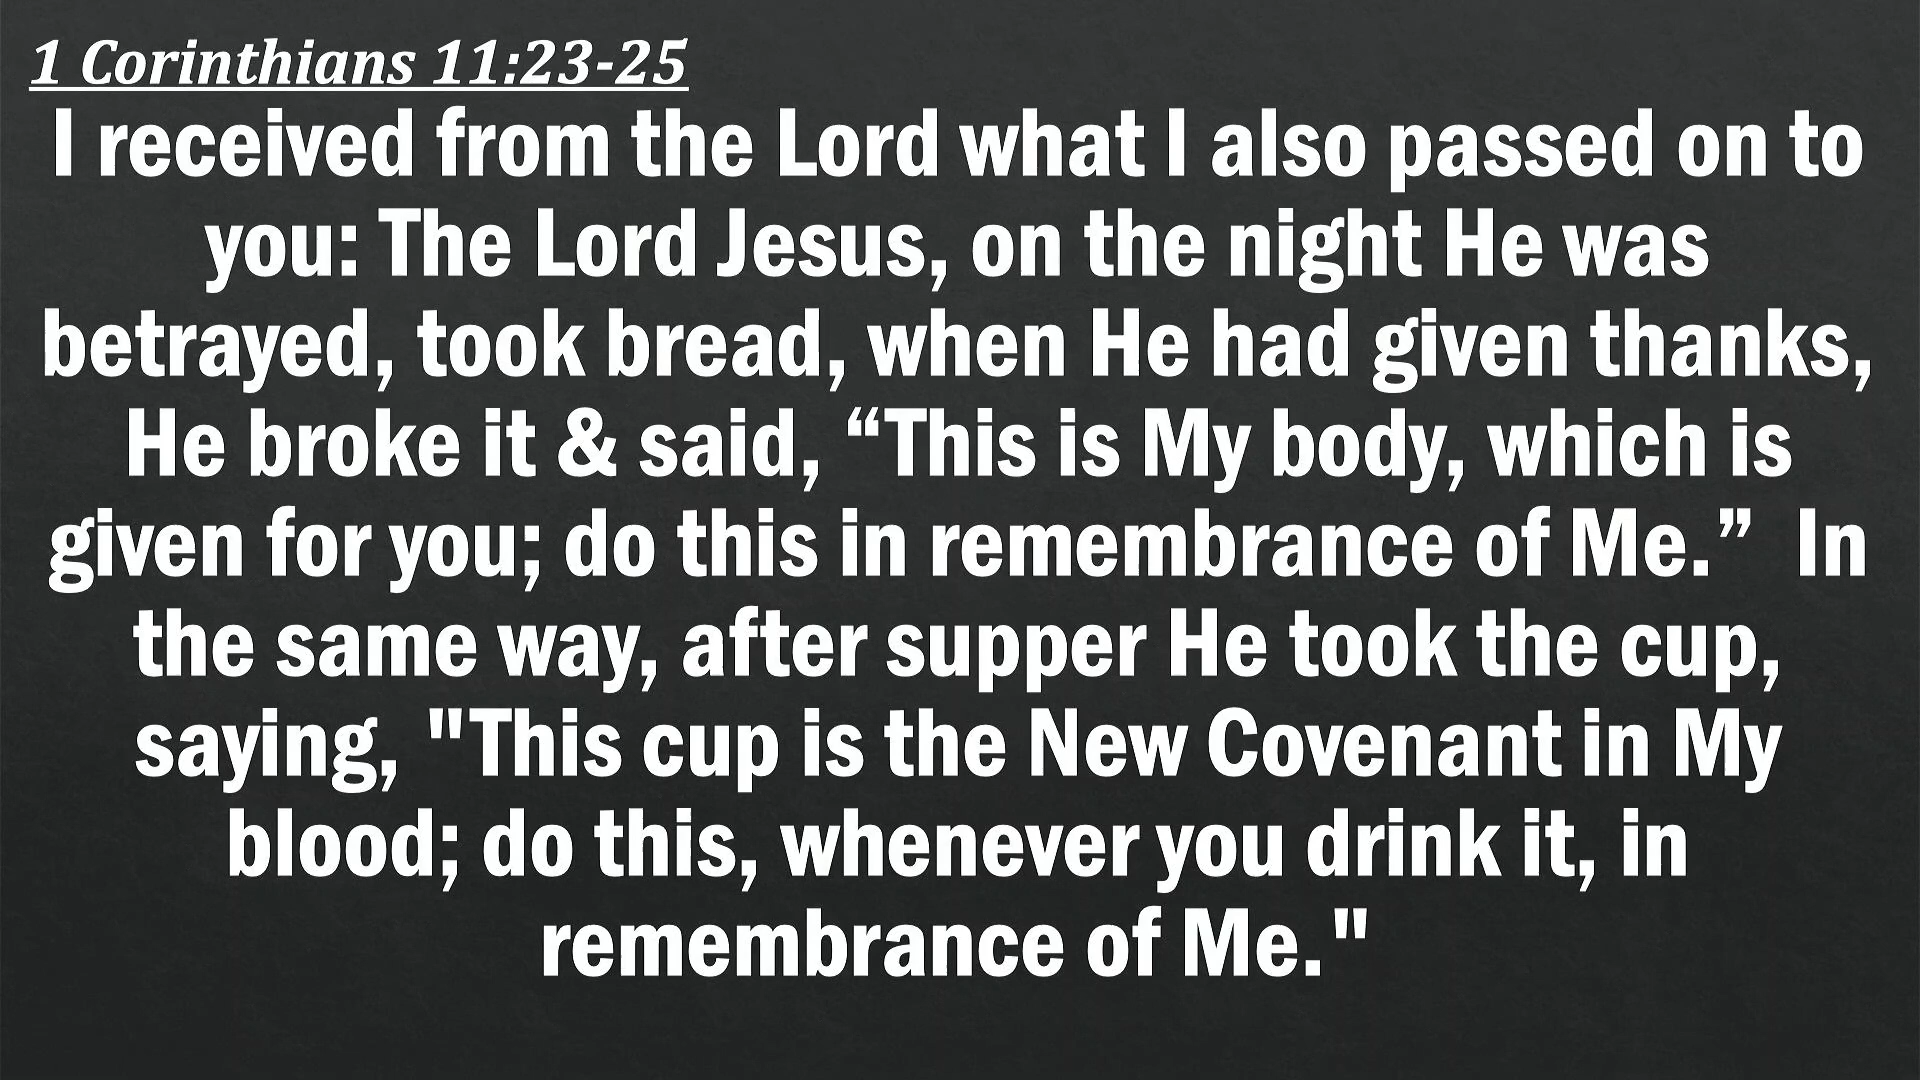 1 Corinthians 11:23-25
I received from the Lord what I also passed on to
you: The Lord Jesus, on the night He was
betrayed, took bread, when He had given thanks,
He broke it & said, “This is My body, which is
given for you; do this in remembrance of Me.”  In
the same way, after supper He took the cup,
saying, "This cup is the New Covenant in My
blood; do this, whenever you drink it, in
remembrance of Me."